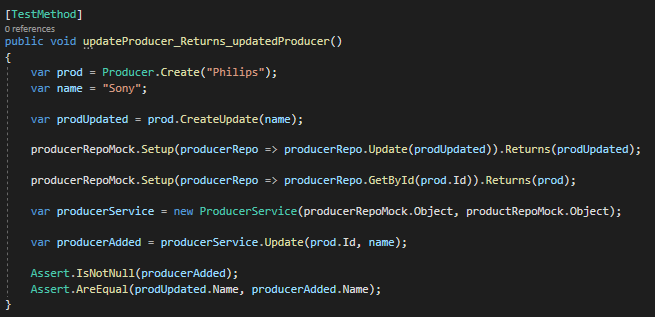 [TestMethod]
0 references
public void updateProducer_Returns_updatedProducer()
{
var prod = Producer.Create("Philips");
var name = "Sony";
var prodUpdated = prod.CreateUpdate(name);
producerRepoMock.Setup(producerRepo => producerRepo.Update(prodUpdated)).Returns(prodUpdated);
producerRepoMock.Setup(producerRepo => producerRepo.GetById(prod.Id)).Returns(prod);
var producerService = new ProducerService(producerRepoMock.Object, productRepoMock.Object);
var producerAdded = producerService.Update(prod.Id, name);
Assert.IsNotNull(producerAdded);
Assert.AreEqual(prodUpdated.Name, producerAdded.Name);
}